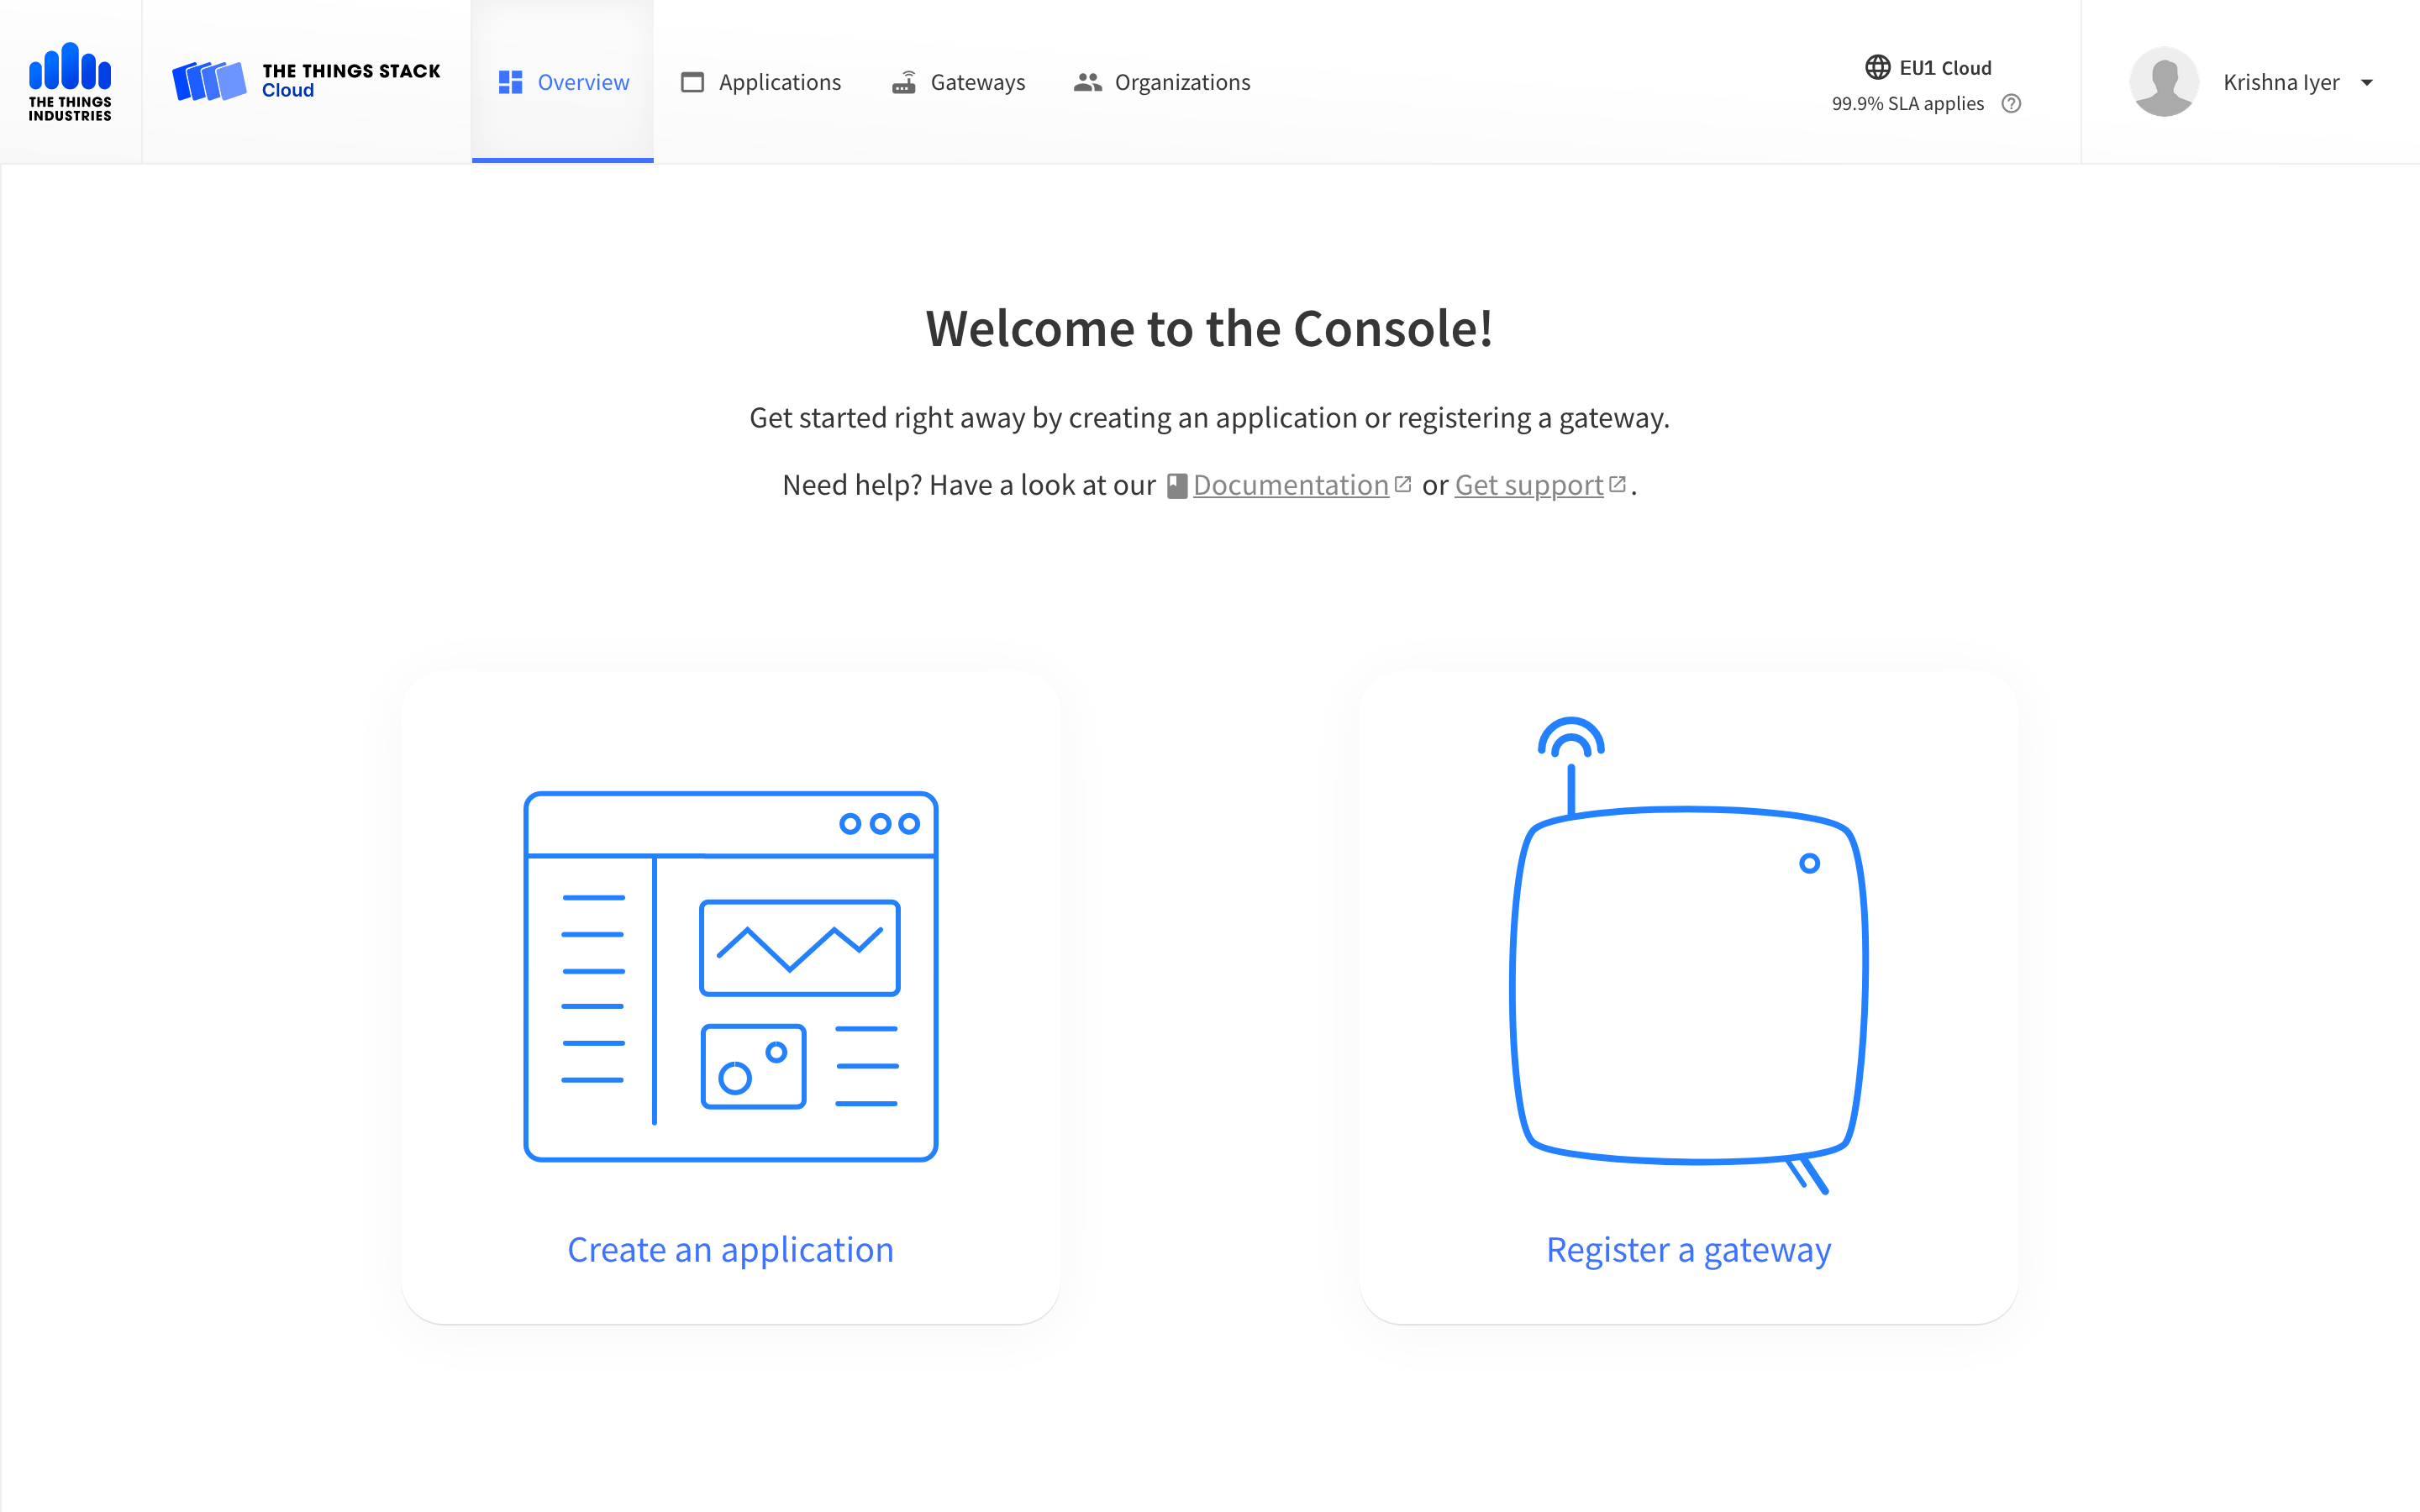 THE THINGS
INDUSTRIES
THE THINGS STACK
Cloud
Overview
Applications
Gateways
Organizations
EU1 Cloud
99.9% SLA applies
Krishna Iyer
Welcome to the Console!
Get started right away by creating an application or registering a gateway.
Need help? Have a look at our Documentation or Get support.
Create an application
Register a gateway